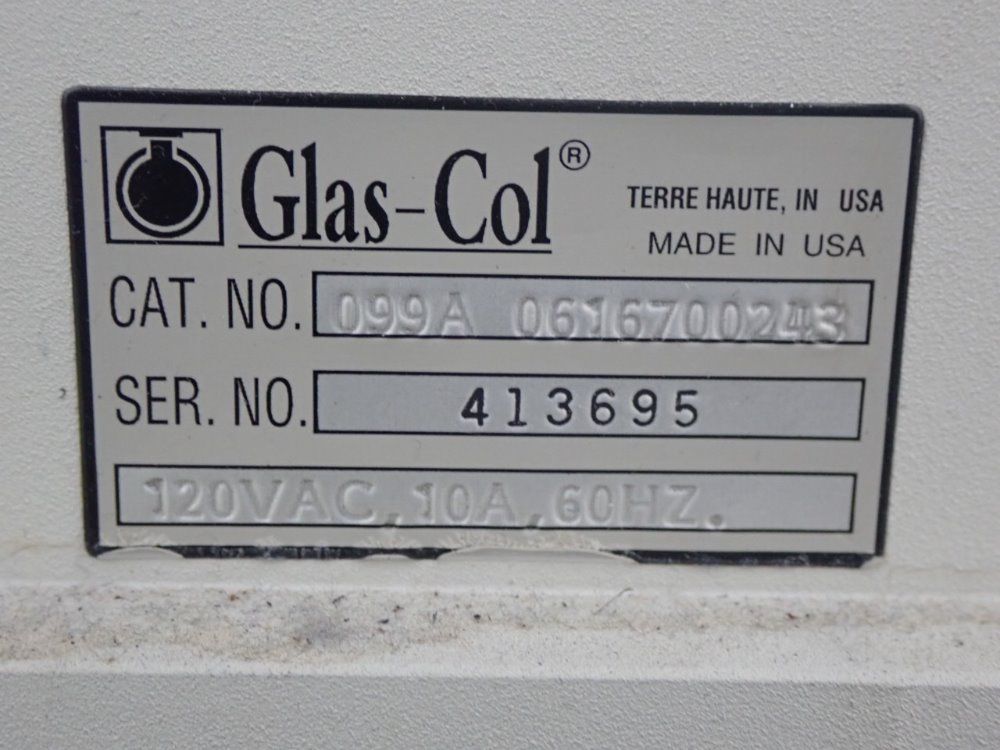 Glas-Col®
TERRE HAUTE, IN USA
MADE IN USA
CAT. NO. 099A 0616700243
SER. NO. 413695
120VAC, 10A, 60HZ.